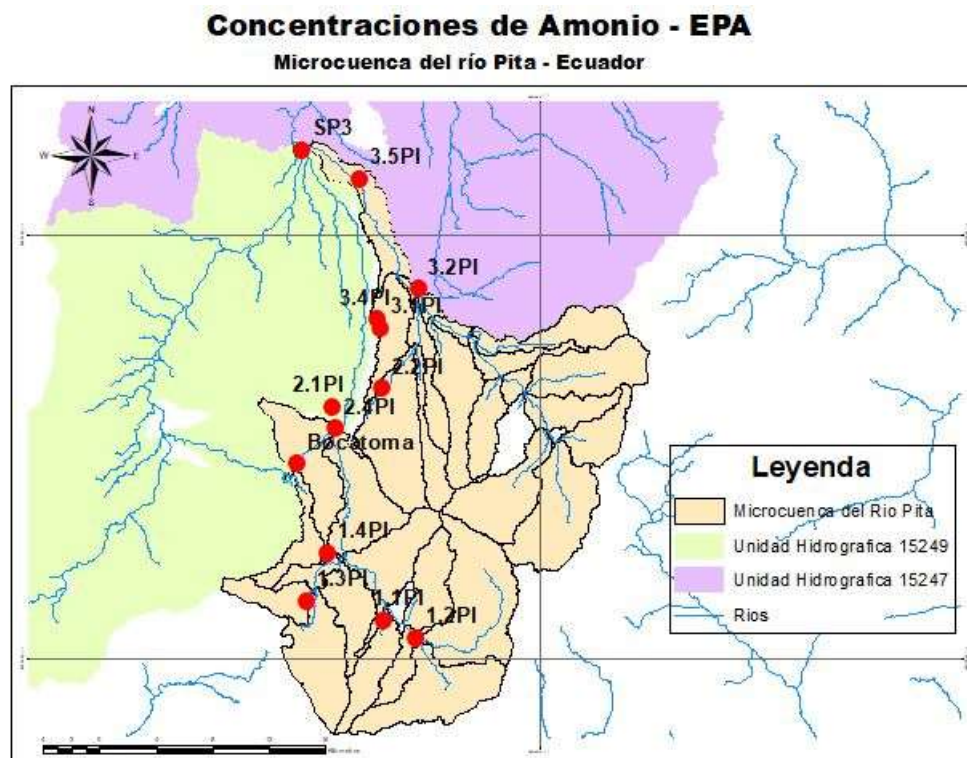 Concentraciones de Amonio - EPA
Microcuenca del río Pita - Ecuador
N
W
E
S
SP3
3.5PI
3.2PI
3.4PI
2.2PI
2.1PI
2.4PI
Bocatoma
1.4PI
1.3PI
1.1PI
1.2PI
Leyenda
Microcuenca del Rio Pita
Unidad Hidrografica 15249
Unidad Hidrografica 15247
Rios